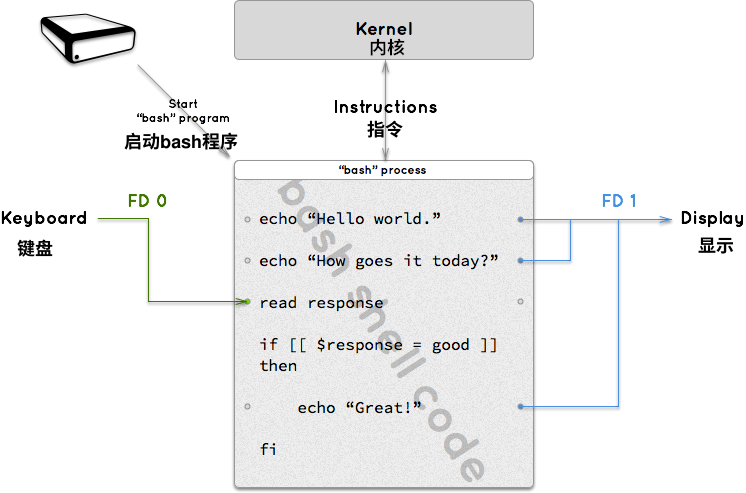 Kernel
内核
Start
“bash” program
启动bash程序
Instructions
指令
“bash” process
FD 0
Keyboard
键盘
FD 1
Display
显示
echo “Hello world.”
echo “How goes it today?”
read response
if [[ $response = good ]]
then
echo “Great!”
fi
bash shell code